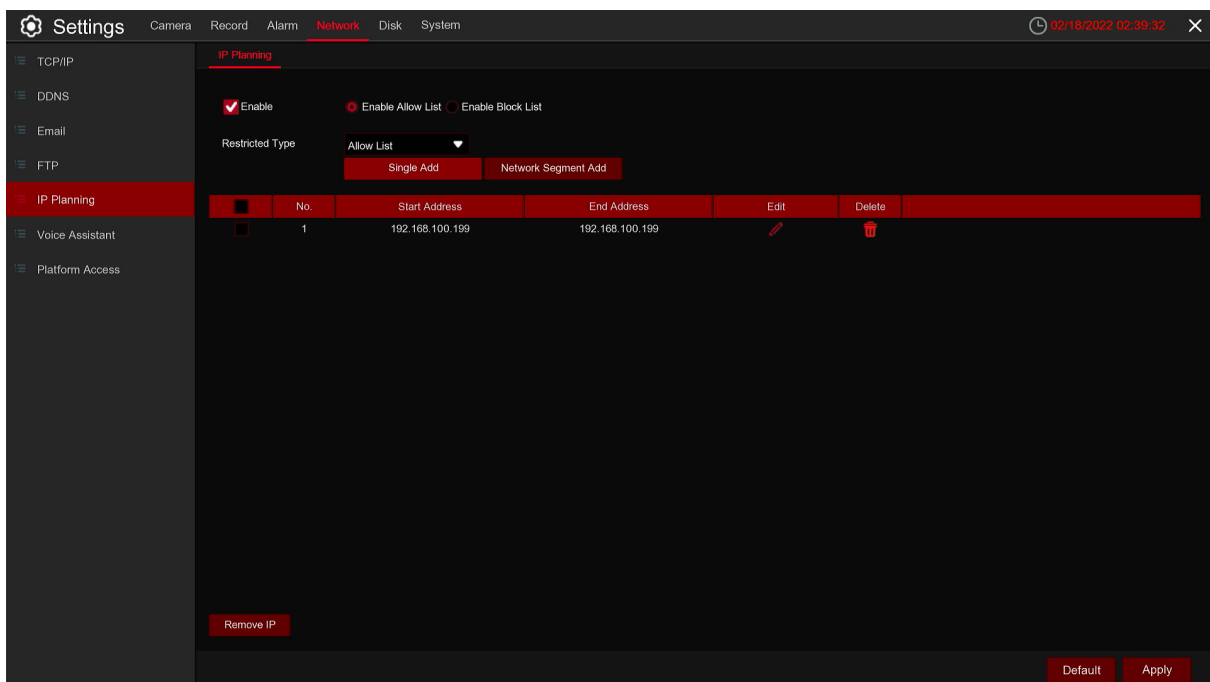 Settings Camera Record Alarm Network Disk System 02/18/2022 02:39:32
TCP/IP
DDNS
Email
FTP
IP Planning
Voice Assistant
Platform Access
IP Planning
Enable Enable Allow List Enable Block List
Restricted Type Allow List
Single Add Network Segment Add
No. Start Address End Address Edit Delete
1 192.168.100.199 192.168.100.199
Remove IP
Default Apply